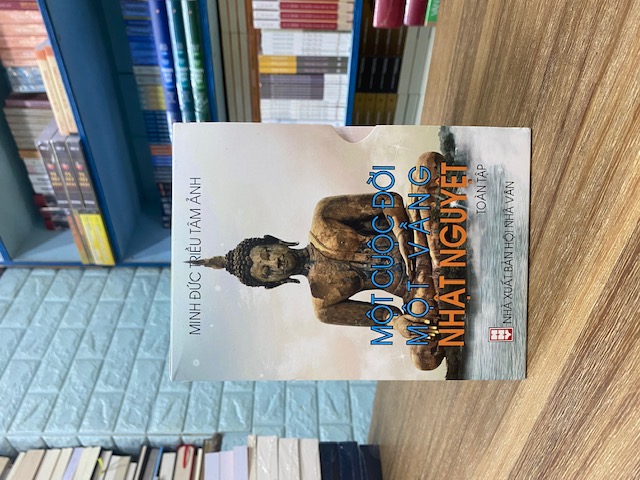 MINH ĐỨC TRIỀU TÂM ẢNH
MỘT CUỘC ĐỜI
MỘT VẦNG
NHẬT NGUYỆT
TOÀN TẬP
NHÀ XUẤT BẢN HỘI NHÀ VĂN